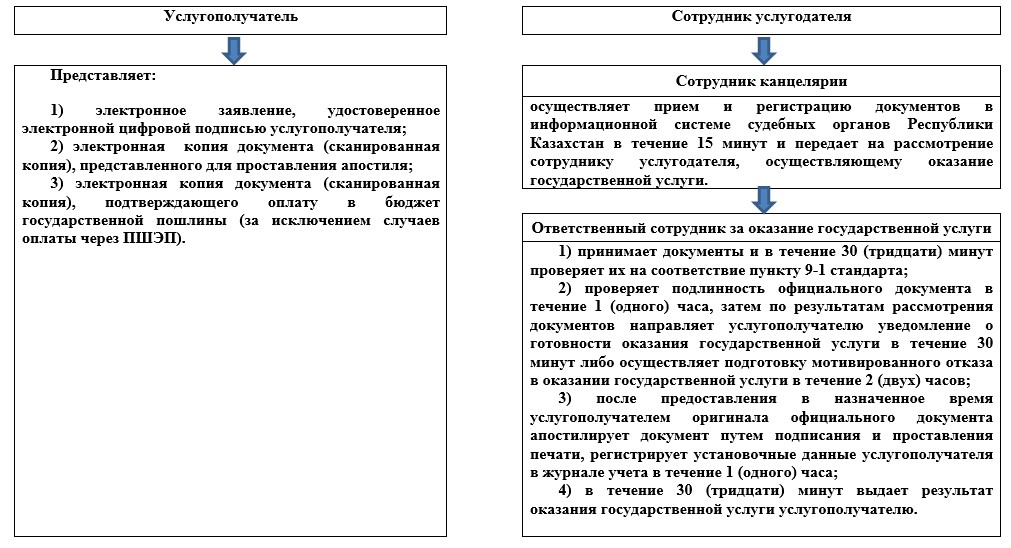 Услугополучатель
Представляет:
1) электронное заявление, удостоверенное
электронной цифровой подписью услугополучателя;
2) электронная копия документа (сканированная
копия), представленного для проставления апостиля;
3) электронная копия документа (сканированная
копия), подтверждающего оплату в бюджет
государственной пошлины (за исключением случаев
оплаты через ПШЭП).
Сотрудник услугодателя
Сотрудник канцелярии
осуществляет прием и регистрацию документов в
информационной системе судебных органов Республики
Казахстан в течение 15 минут и передает на рассмотрение
сотруднику услугодателя, осуществляющему оказание
государственной услуги.
Ответственный сотрудник за оказание государственной услуги
1) принимает документы и в течение 30 (тридцати) минут
проверяет их на соответствие пункту 9-1 стандарта;
2) проверяет подлинность официального документа в
течение 1 (одного) часа, затем по результатам рассмотрения
документов направляет услугополучателю уведомление о
готовности оказания государственной услуги в течение 30
минут либо осуществляет подготовку мотивированного отказа
в оказании государственной услуги в течение 2 (двух) часов;
3) после предоставления в назначенное время
услугополучателем оригинала официального документа
апостилирует документ путем подписания и проставления
печати, регистрирует установочные данные услугополучателя
в журнале учета в течение 1 (одного) часа;
4) в течение 30 (тридцати) минут выдает результат
оказания государственной услуги услугополучателю.